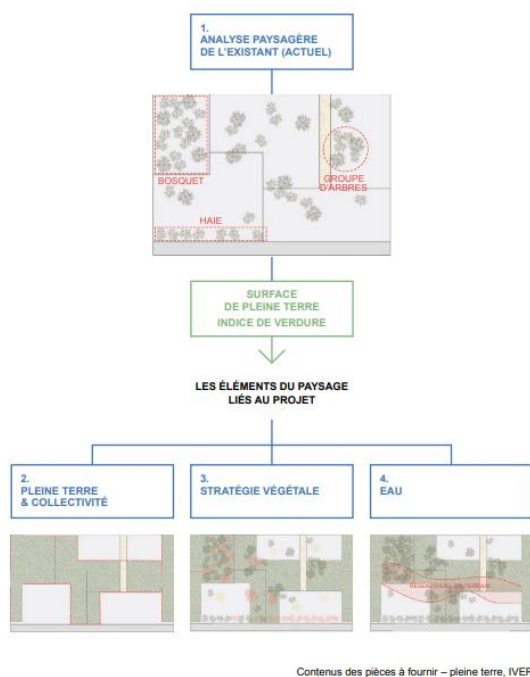 1.
ANALYSE PAYSAGÈRE
DE L'EXISTANT (ACTUEL)
BOSQUET
GROUPE
D'ARBRES
HAIE
SURFACE
DE PLEINE TERRE
INDICE DE VERDURE
LES ÉLÉMENTS DU PAYSAGE
LIÉS AU PROJET
2.
PLEINE TERRE
& COLLECTIVITÉ
3.
STRATÉGIE VÉGÉTALE
4.
EAU
Contenus des pièces à fournir – pleine terre, IVER